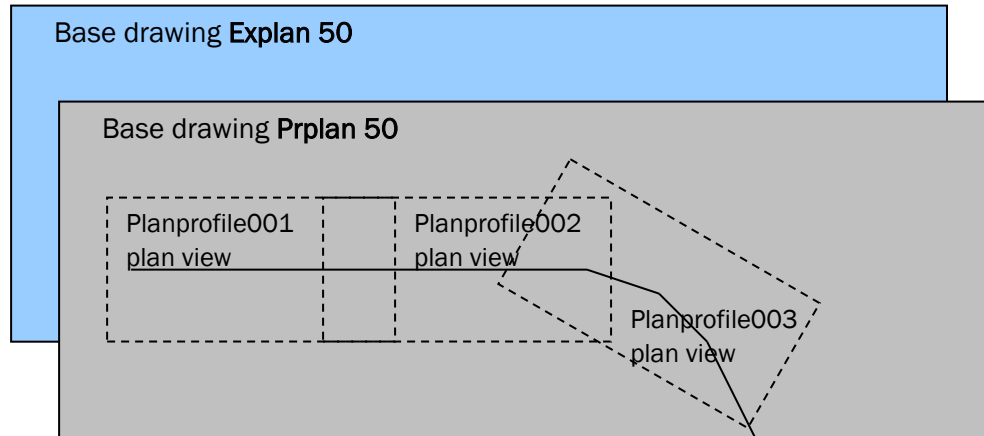 Base drawing Explan 50
Base drawing Prplan 50
Planprofile001
plan view
Planprofile002
plan view
Planprofile003
plan view